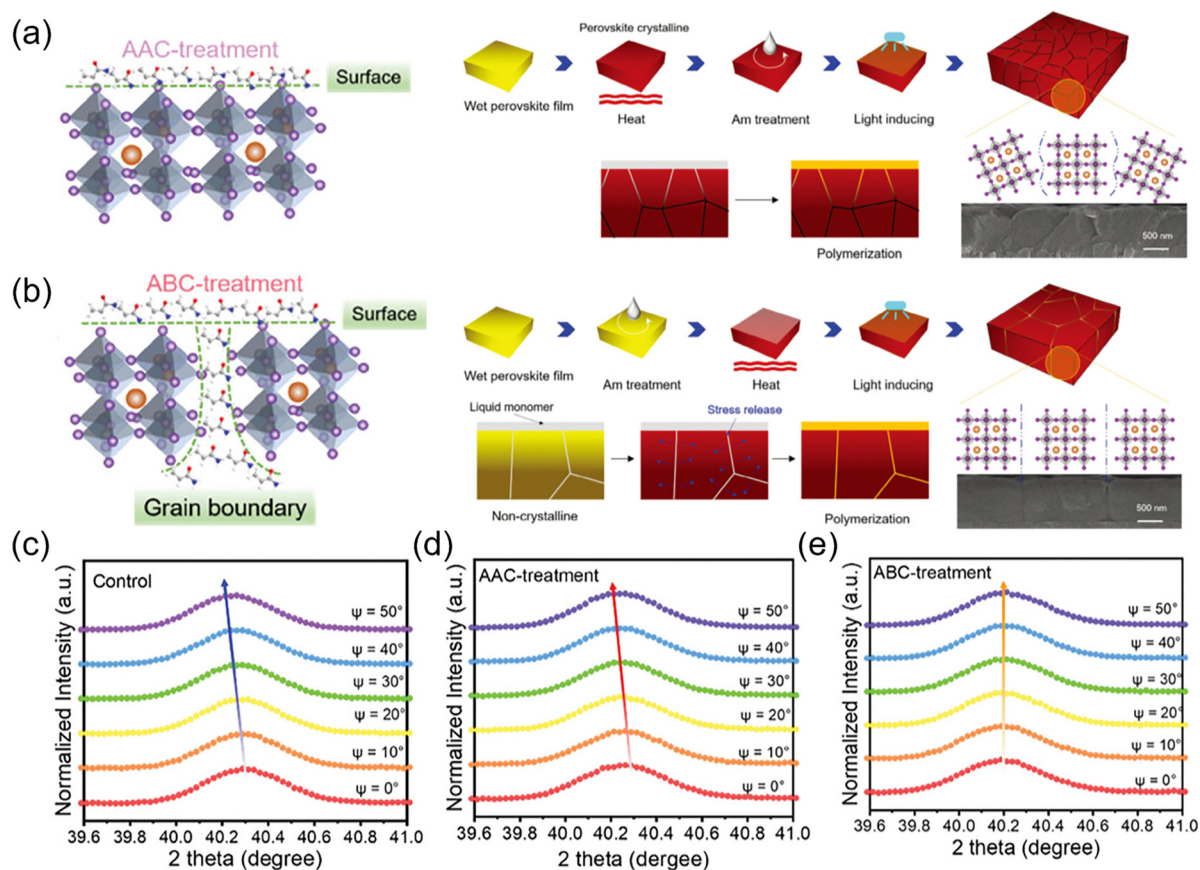 (a)
AAC-treatment
Surface
Perovskite crystalline
Wet perovskite film
Heat
Am treatment
Light inducing
Polymerization
500 nm
(b)
ABC-treatment
Surface
Grain boundary
Wet perovskite film
Am treatment
Heat
Light inducing
Liquid monomer
Stress release
Non-crystalline
Polymerization
500 nm
(c)
Control
Normalized Intensity (a.u.)
ψ = 50°
ψ = 40°
ψ = 30°
ψ = 20°
ψ = 10°
ψ = 0°
39.6 39.8 40.0 40.2 40.4 40.6 40.8 41.0
2 theta (degree)
(d)
AAC-treatment
Normalized Intensity (a.u.)
ψ = 50°
ψ = 40°
ψ = 30°
ψ = 20°
ψ = 10°
ψ = 0°
39.6 39.8 40.0 40.2 40.4 40.6 40.8 41.0
2 theta (dergee)
(e)
ABC-treatment
Normalized Intensity (a.u.)
ψ = 50°
ψ = 40°
ψ = 30°
ψ = 20°
ψ = 10°
ψ = 0°
39.6 39.8 40.0 40.2 40.4 40.6 40.8 41.0
2 theta (degree)